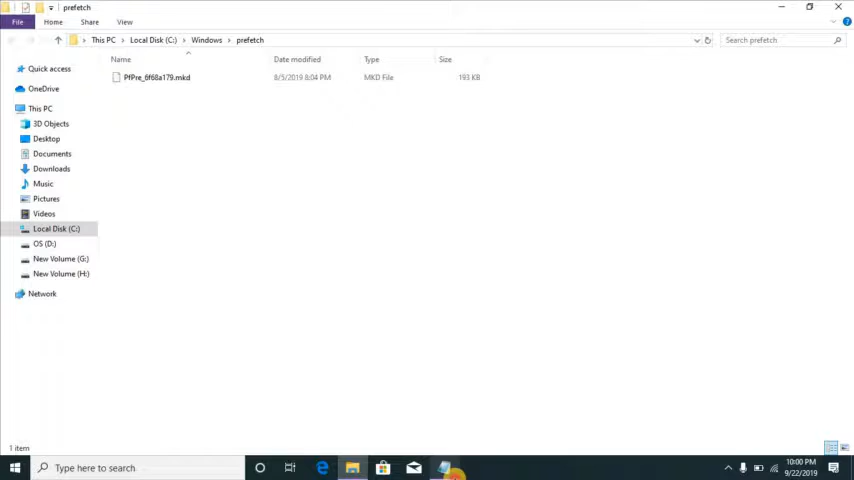 prefetch
File Home Share View
This PC Local Disk (C:) Windows prefetch
Search prefetch
Name Date modified Type Size
PfPre_6f68a179.mkd 8/5/2019 8:04 PM MKD File 193 KB
Quick access
OneDrive
This PC
3D Objects
Desktop
Documents
Downloads
Music
Pictures
Videos
Local Disk (C:)
OS (D:)
New Volume (G:)
New Volume (H:)
Network
1 item
Type here to search
10:00 PM
9/22/2019